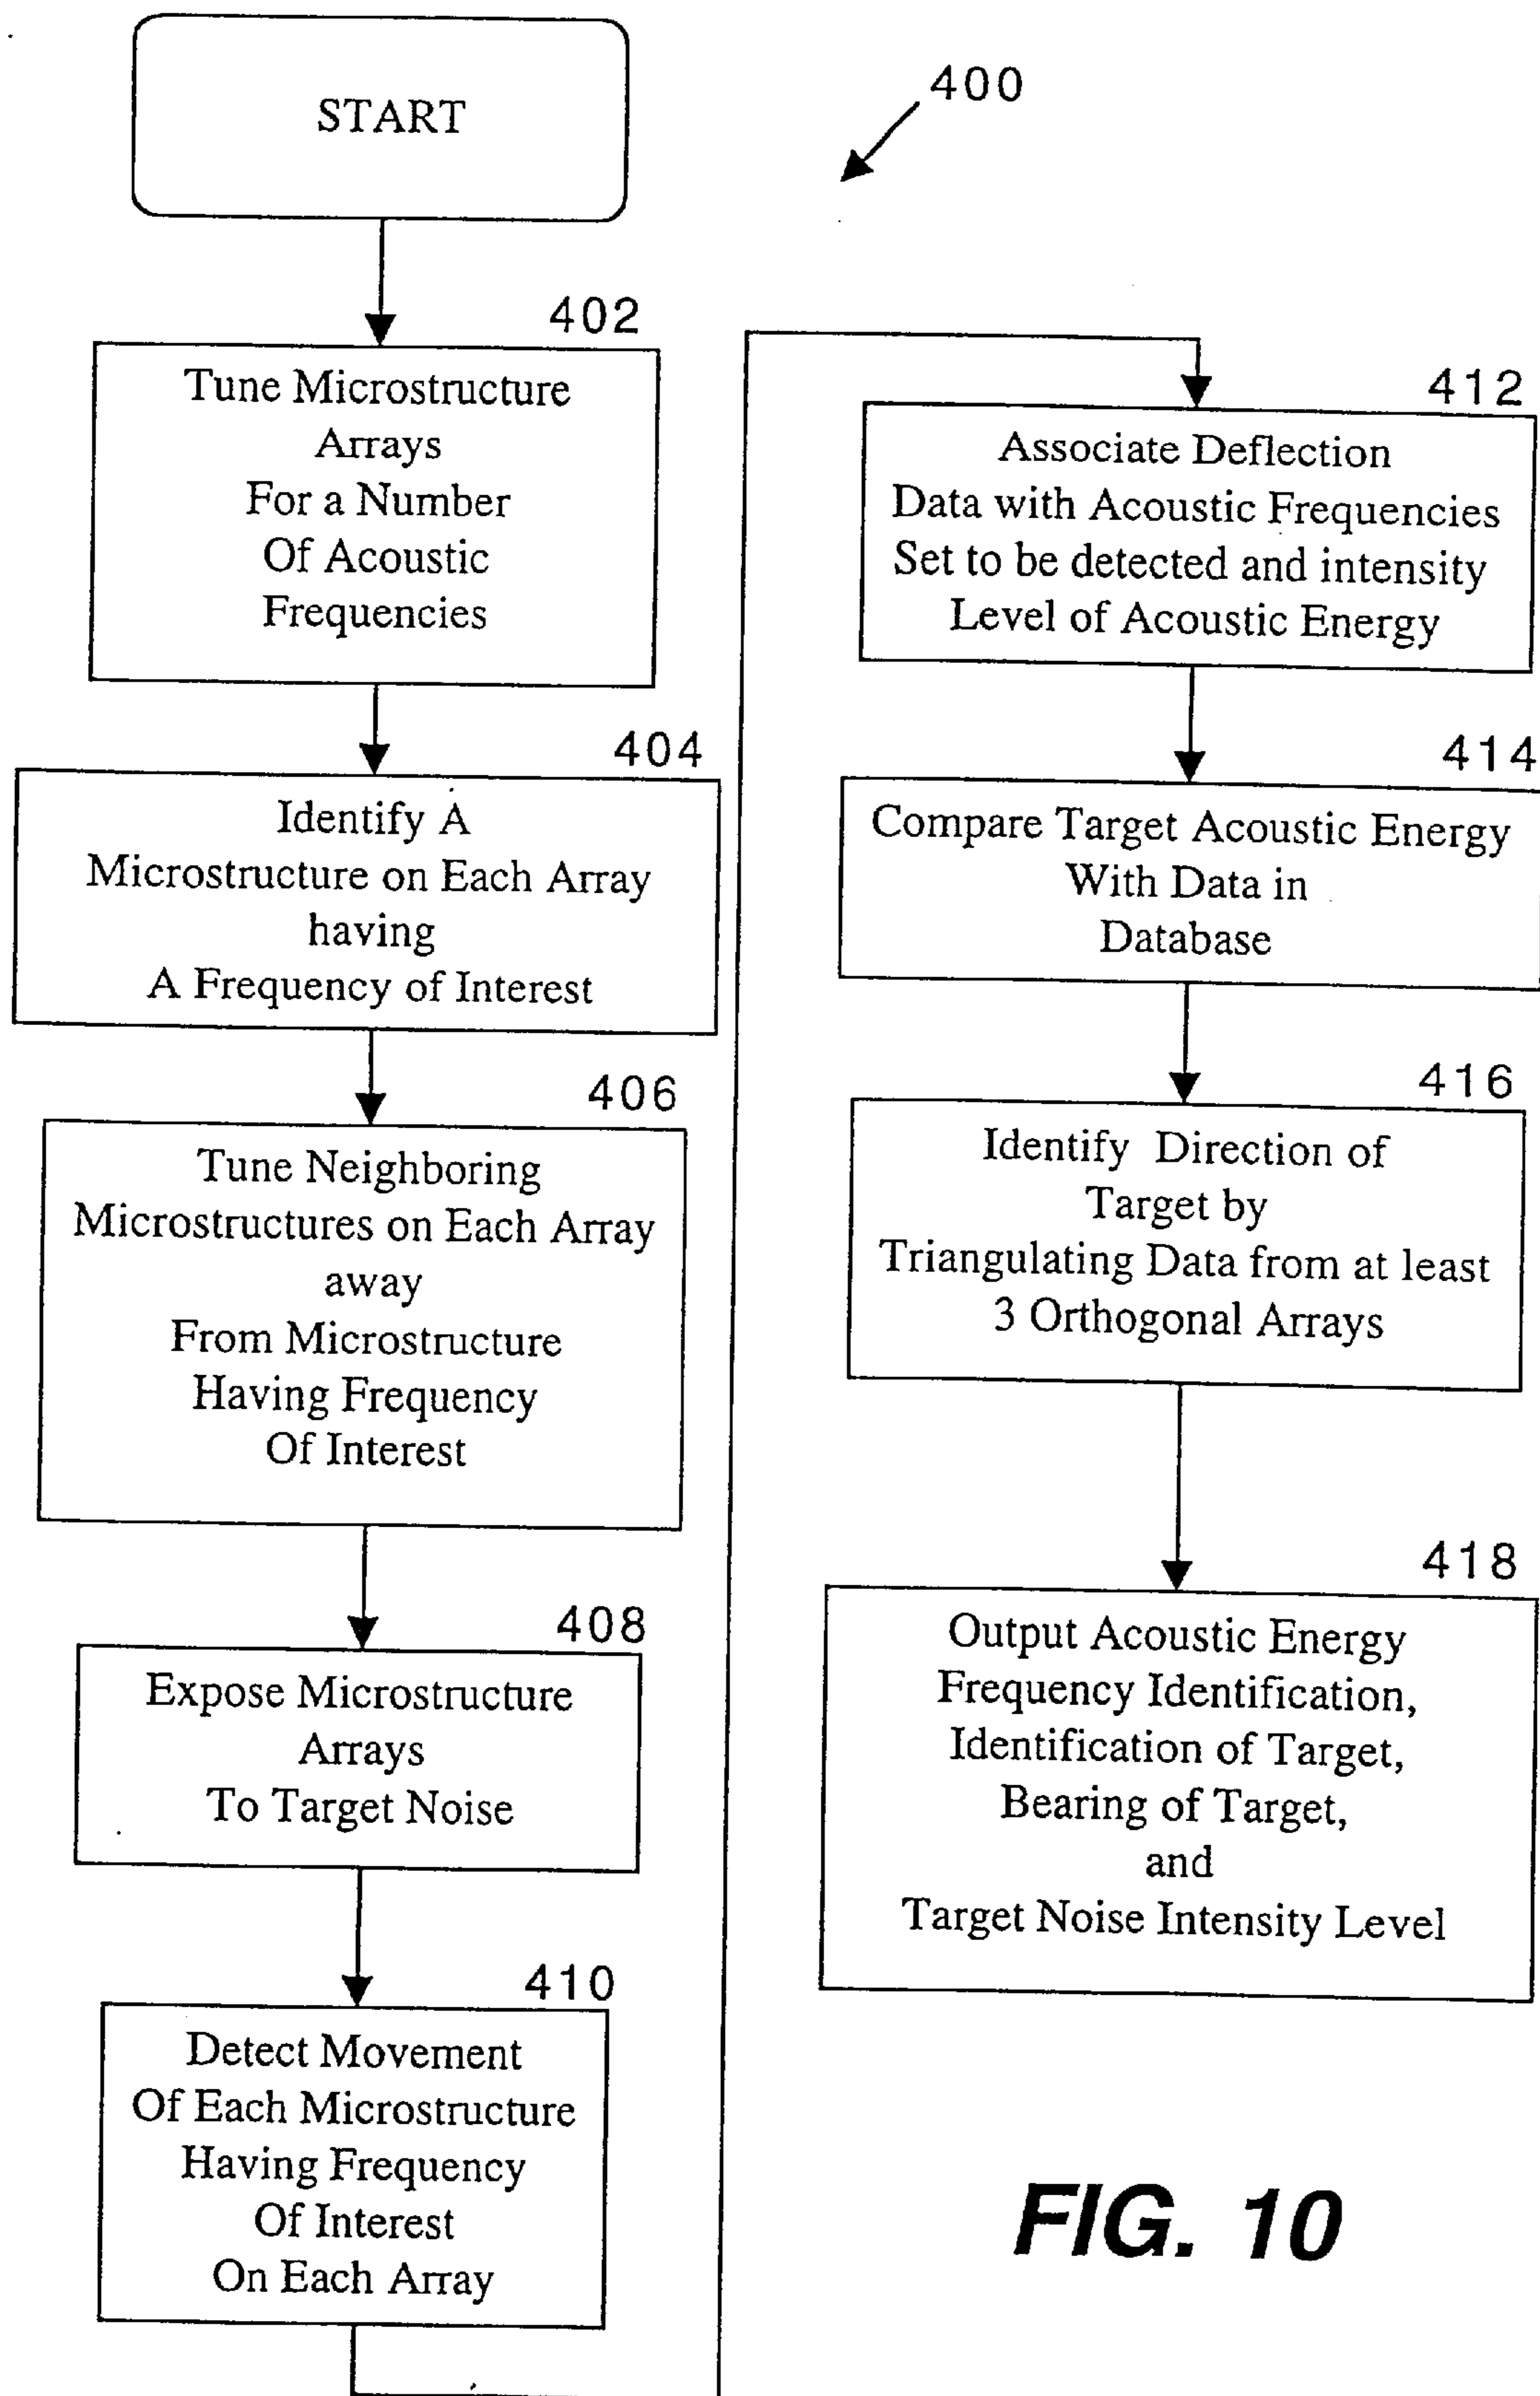 START
400
402
Tune Microstructure
Arrays
For a Number
Of Acoustic
Frequencies
404
Identify A
Microstructure on Each Array
having
A Frequency of Interest
406
Tune Neighboring
Microstructures on Each Array
away
From Microstructure
Having Frequency
Of Interest
408
Expose Microstructure
Arrays
To Target Noise
410
Detect Movement
Of Each Microstructure
Having Frequency
Of Interest
On Each Array
412
Associate Deflection
Data with Acoustic Frequencies
Set to be detected and intensity
Level of Acoustic Energy
414
Compare Target Acoustic Energy
With Data in
Database
416
Identify Direction of
Target by
Triangulating Data from at least
3 Orthogonal Arrays
418
Output Acoustic Energy
Frequency Identification,
Identification of Target,
Bearing of Target,
and
Target Noise Intensity Level
FIG. 10